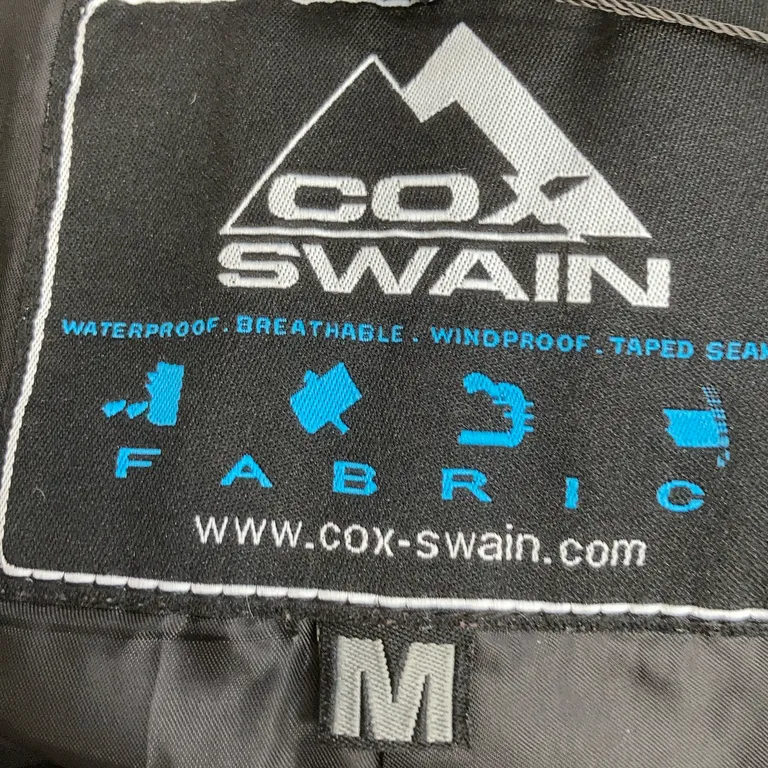 COX
SWAIN
WATERPROOF . BREATHABLE . WINDPROOF . TAPED
FABRIC
www.cox-swain.com
M